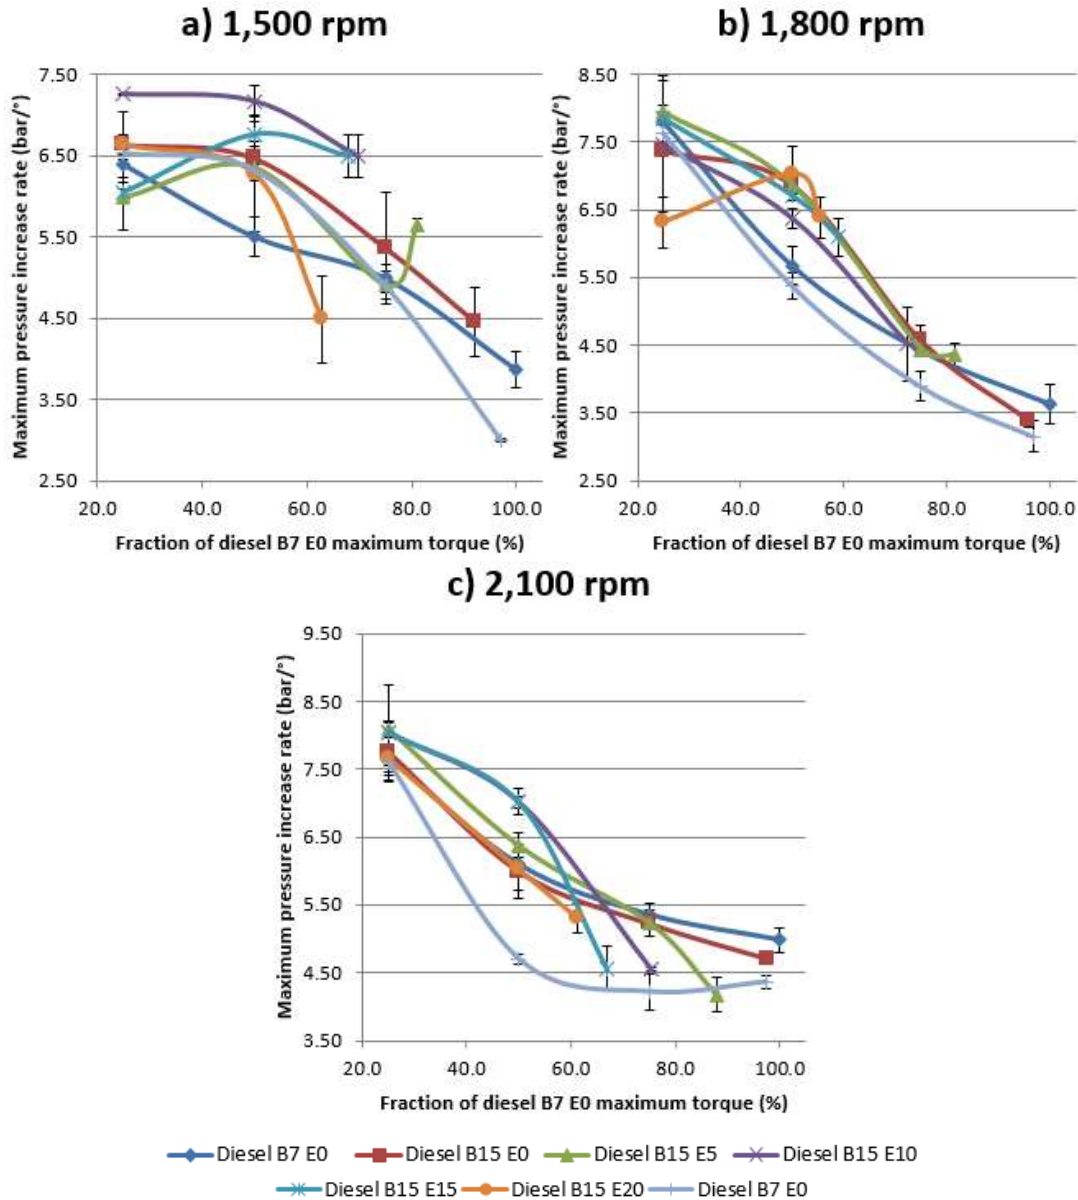 a) 1,500 rpm
b) 1,800 rpm
Maximum pressure increase rate (bar/°)
7.50
6.50
5.50
4.50
3.50
2.50
20.0 40.0 60.0 80.0 100.0
Fraction of diesel B7 E0 maximum torque (%)
Maximum pressure increase rate (bar/°)
8.50
7.50
6.50
5.50
4.50
3.50
2.50
20.0 40.0 60.0 80.0 100.0
Fraction of diesel B7 E0 maximum torque (%)
c) 2,100 rpm
Maximum pressure increase rate (bar/°)
9.50
8.50
7.50
6.50
5.50
4.50
3.50
20.0 40.0 60.0 80.0 100.0
Fraction of diesel B7 E0 maximum torque (%)
Diesel B7 E0 Diesel B15 E0 Diesel B15 E5 Diesel B15 E10
Diesel B15 E15 Diesel B15 E20 Diesel B7 E0